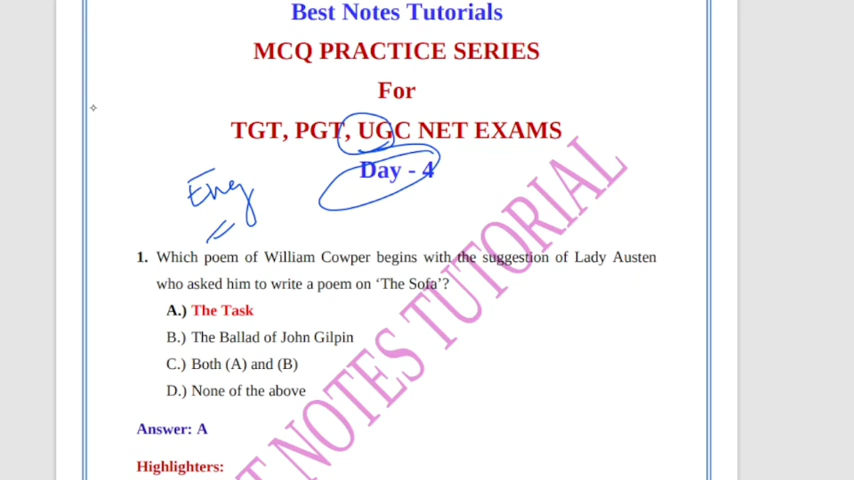 Best Notes Tutorials
MCQ PRACTICE SERIES
For
TGT, PGT, UGC NET EXAMS
Day - 4
Eng
1. Which poem of William Cowper begins with the suggestion of Lady Austen
who asked him to write a poem on ‘The Sofa’?
A.) The Task
B.) The Ballad of John Gilpin
C.) Both (A) and (B)
D.) None of the above
Answer: A
Highlighters:
NOTES TUTORIAL